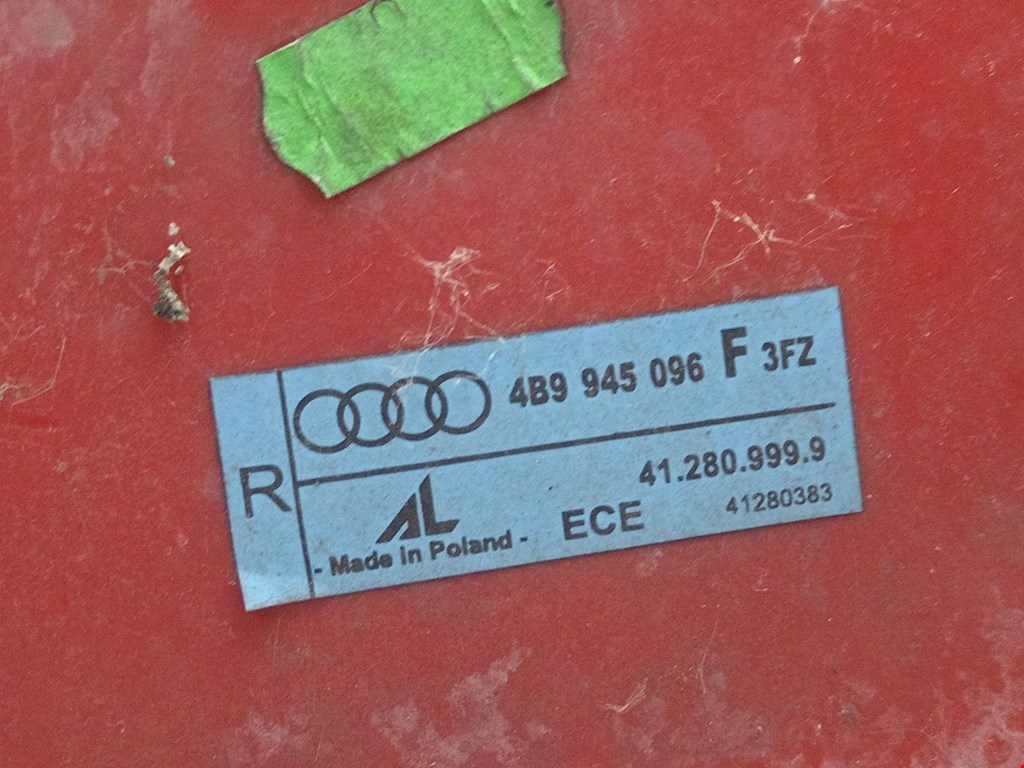 R
4B9 945 096 F 3FZ
41.280.999.9
AL
ECE 41280383
- Made in Poland -